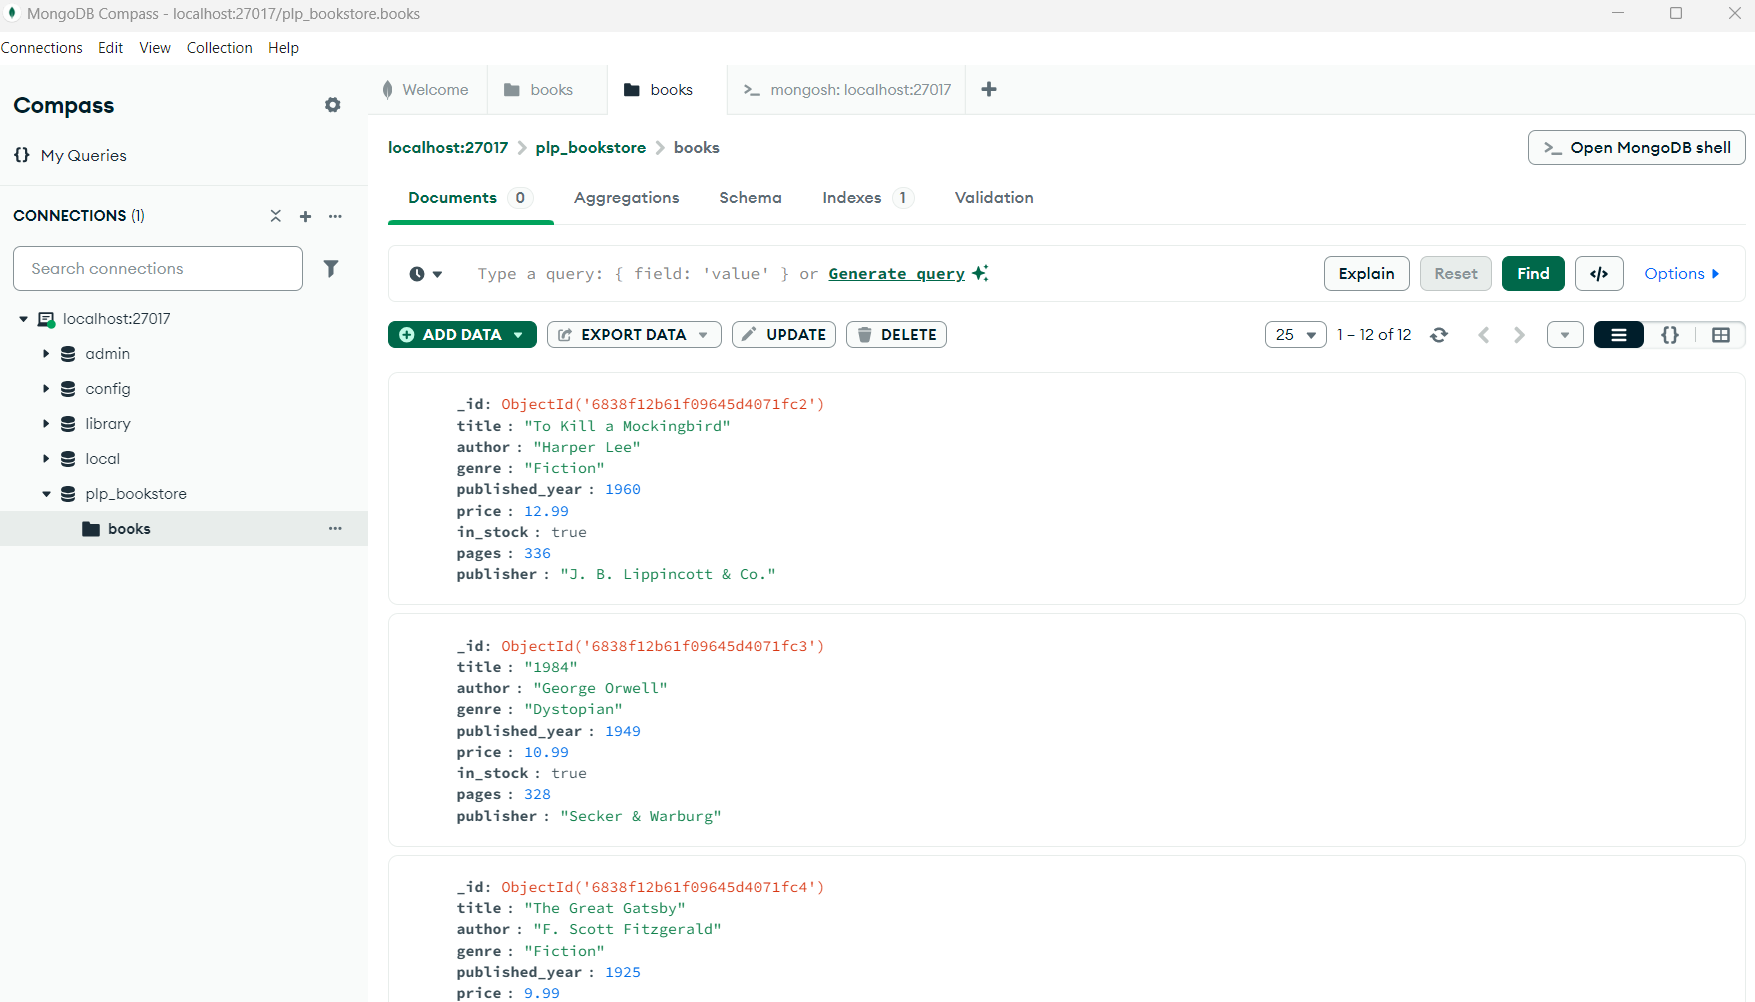 MongoDB Compass - localhost:27017/plp_bookstore.books
Connections Edit View Collection Help
Compass
{} My Queries
CONNECTIONS (1)
Search connections
localhost:27017
admin
config
library
local
plp_bookstore
books
Welcome
books
books
>_ mongosh: localhost:27017
localhost:27017 > plp_bookstore > books
>_ Open MongoDB shell
Documents 0 Aggregations Schema Indexes 1 Validation
Type a query: { field: 'value' } or Generate query
Explain Reset Find </> Options
ADD DATA EXPORT DATA UPDATE DELETE
25 1 – 12 of 12 {}
_id: ObjectId('6838f12b61f09645d4071fc2')
title : "To Kill a Mockingbird"
author : "Harper Lee"
genre : "Fiction"
published_year : 1960
price : 12.99
in_stock : true
pages : 336
publisher : "J. B. Lippincott & Co."
_id: ObjectId('6838f12b61f09645d4071fc3')
title : "1984"
author : "George Orwell"
genre : "Dystopian"
published_year : 1949
price : 10.99
in_stock : true
pages : 328
publisher : "Secker & Warburg"
_id: ObjectId('6838f12b61f09645d4071fc4')
title : "The Great Gatsby"
author : "F. Scott Fitzgerald"
genre : "Fiction"
published_year : 1925
price : 9.99